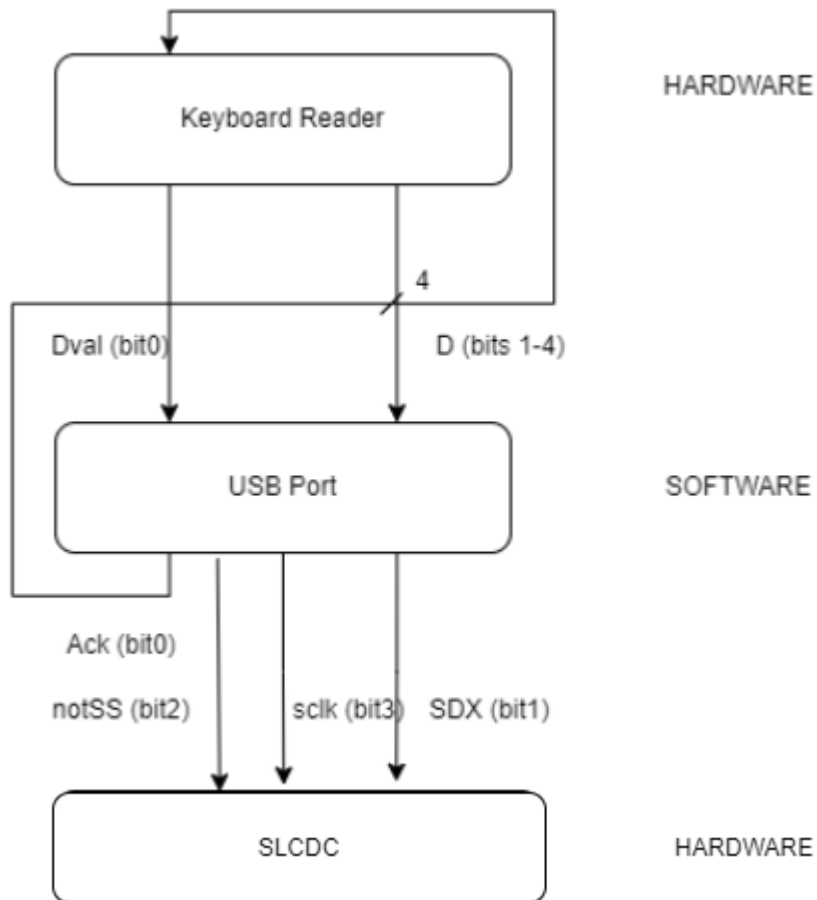 HARDWARE
Keyboard Reader
4
Dval (bit0)
D (bits 1-4)
USB Port
SOFTWARE
Ack (bit0)
notSS (bit2)
sclk (bit3)
SDX (bit1)
SLCDC
HARDWARE